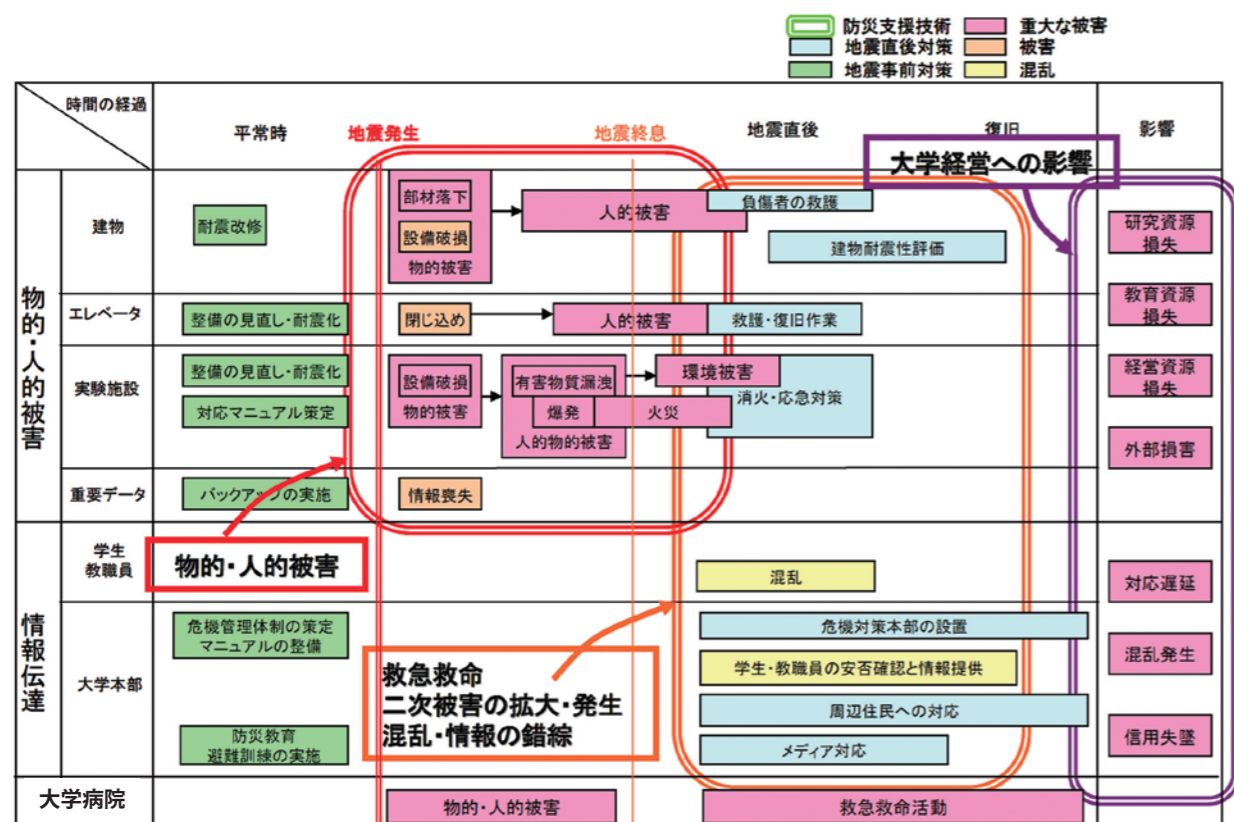 防災支援技術
重大な被害
地震直後対策
被害
地震事前対策
混乱
時間の経過
平常時
地震発生
地震終息
地震直後
復旧
影響
大学経営への影響
物的・人的被害
建物
耐震改修
部材落下
設備破損
物的被害
人的被害
負傷者の救護
建物耐震性評価
研究資源
損失
エレベータ
整備の見直し・耐震化
閉じ込め
人的被害
救護・復旧作業
教育資源
損失
実験施設
整備の見直し・耐震化
対応マニュアル策定
設備破損
物的被害
有害物質漏洩
爆発
火災
人的物的被害
環境被害
消火・応急対策
経営資源
損失
外部損害
重要データ
バックアップの実施
情報喪失
物的・人的被害
情報伝達
学生
教職員
混乱
対応遅延
大学本部
危機管理体制の策定
マニュアルの整備
防災教育
避難訓練の実施
救急救命
二次被害の拡大・発生
混乱・情報の錯綜
危機対策本部の設置
学生・教職員の安否確認と情報提供
周辺住民への対応
メディア対応
混乱発生
信用失墜
大学病院
物的・人的被害
救急救命活動